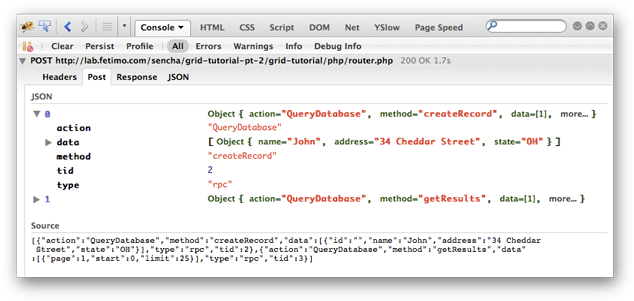 Console HTML CSS Script DOM Net YSlow Page Speed
Clear Persist Profile All Errors Warnings Info Debug Info
POST http://lab.fetimo.com/sencha/grid-tutorial-pt-2/grid-tutorial/php/router.php 200 OK 1.7s
Headers Post Response JSON
JSON
0 Object { action="QueryDatabase", method="createRecord", data=[1], more... }
action "QueryDatabase"
data [ Object { name="John", address="34 Cheddar Street", state="OH" } ]
method "createRecord"
tid 2
type "rpc"
1 Object { action="QueryDatabase", method="getResults", data=[1], more... }
Source
[{"action":"QueryDatabase","method":"createRecord","data":[{"id":"","name":"John","address":"34 Cheddar
Street","state":"OH"}],"type":"rpc","tid":2},{"action":"QueryDatabase","method":"getResults","data"
:[{"page":1,"start":0,"limit":25}],"type":"rpc","tid":3}]